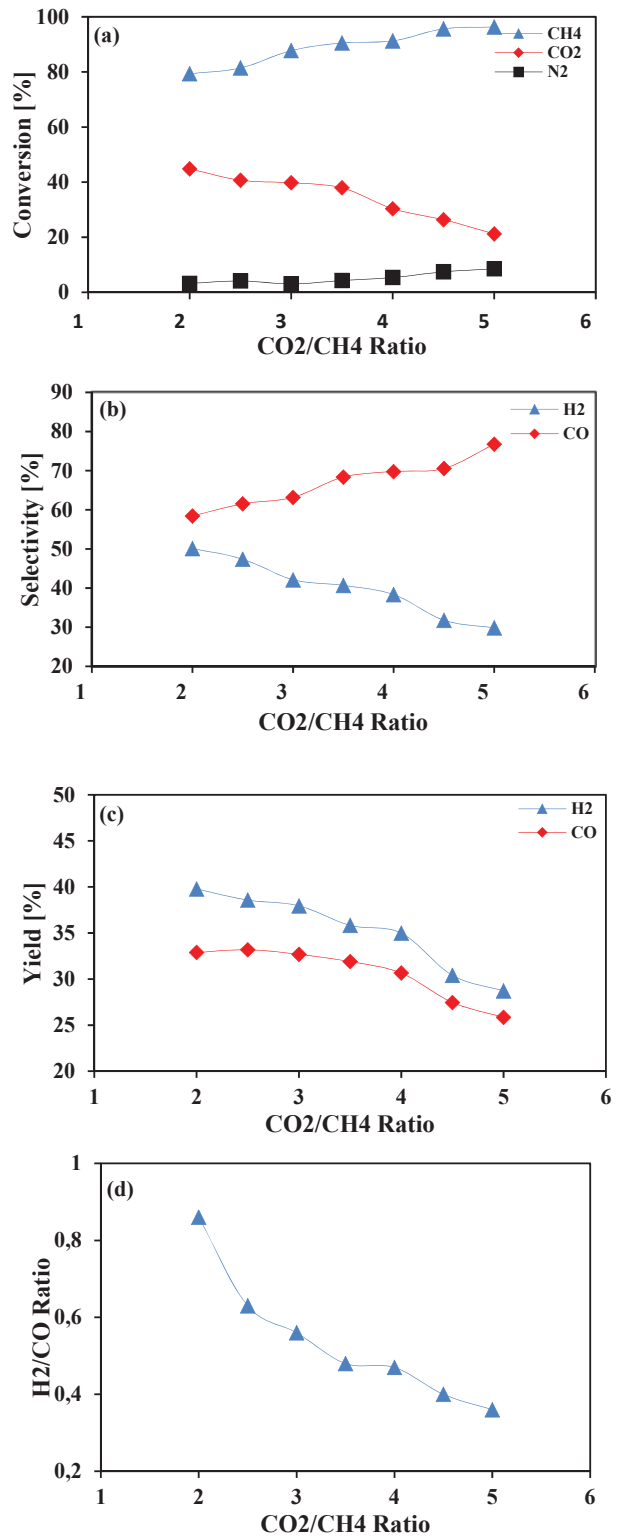 (a)
CH4
CO2
N2
100
80
60
40
20
0
Conversion [%]
1 2 3 4 5 6
CO2/CH4 Ratio
(b)
H2
CO
90
80
70
60
50
40
30
20
Selectivity [%]
1 2 3 4 5 6
CO2/CH4 Ratio
(c)
H2
CO
50
45
40
35
30
25
20
Yield [%]
1 2 3 4 5 6
CO2/CH4 Ratio
(d)
1
0,8
0,6
0,4
0,2
H2/CO Ratio
1 2 3 4 5 6
CO2/CH4 Ratio